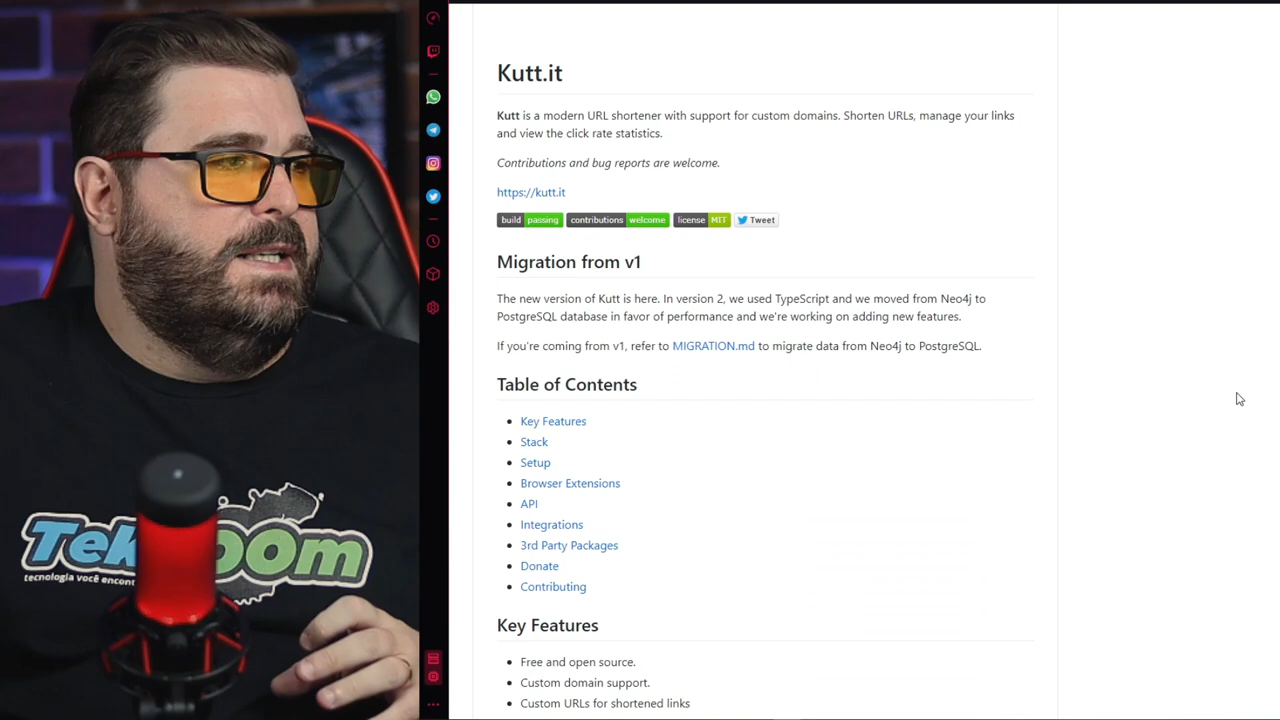 Kutt.it
Kutt is a modern URL shortener with support for custom domains. Shorten URLs, manage your links
and view the click rate statistics.
Contributions and bug reports are welcome.
https://kutt.it
build passing contributions welcome license MIT Tweet
Migration from v1
The new version of Kutt is here. In version 2, we used TypeScript and we moved from Neo4j to
PostgreSQL database in favor of performance and we're working on adding new features.
If you're coming from v1, refer to MIGRATION.md to migrate data from Neo4j to PostgreSQL.
Table of Contents
Key Features
Stack
Setup
Browser Extensions
API
Integrations
3rd Party Packages
Donate
Contributing
Key Features
Free and open source.
Custom domain support.
Custom URLs for shortened links
tecnologia você